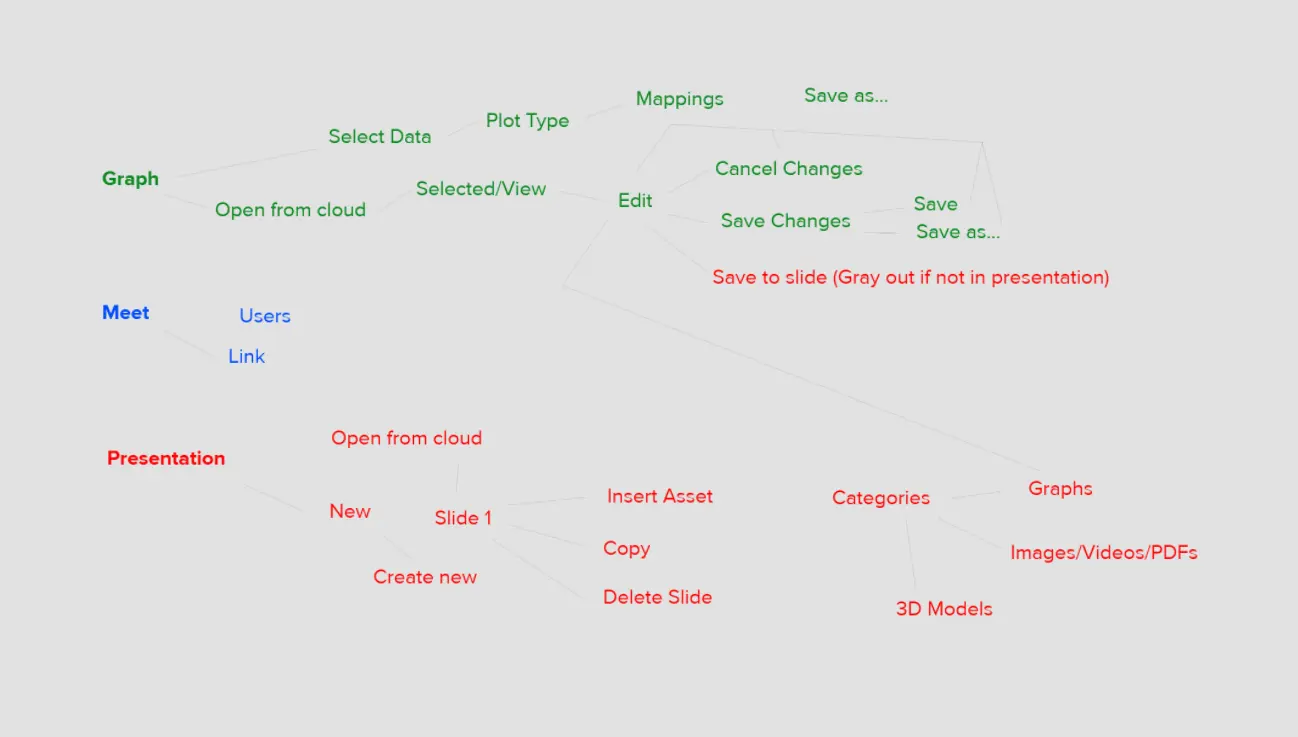 Mappings
Save as...
Plot Type
Select Data
Cancel Changes
Graph
Selected/View
Edit
Save
Open from cloud
Save Changes
Save as...
Save to slide (Gray out if not in presentation)
Meet
Users
Link
Open from cloud
Presentation
Graphs
Insert Asset
Categories
New
Slide 1
Copy
Images/Videos/PDFs
Create new
Delete Slide
3D Models